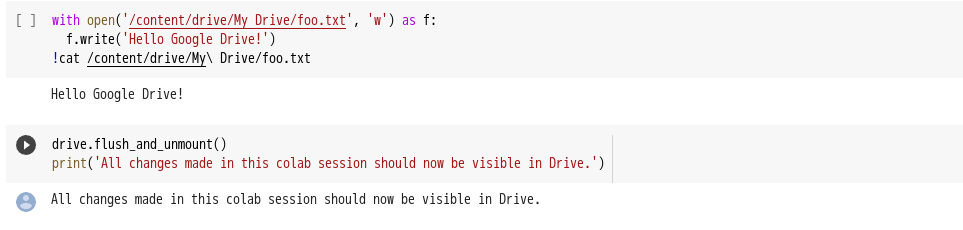 [ ] with open('/content/drive/My Drive/foo.txt', 'w') as f:
f.write('Hello Google Drive!')
!cat /content/drive/My\ Drive/foo.txt
Hello Google Drive!
drive.flush_and_unmount()
print('All changes made in this colab session should now be visible in Drive.')
All changes made in this colab session should now be visible in Drive.